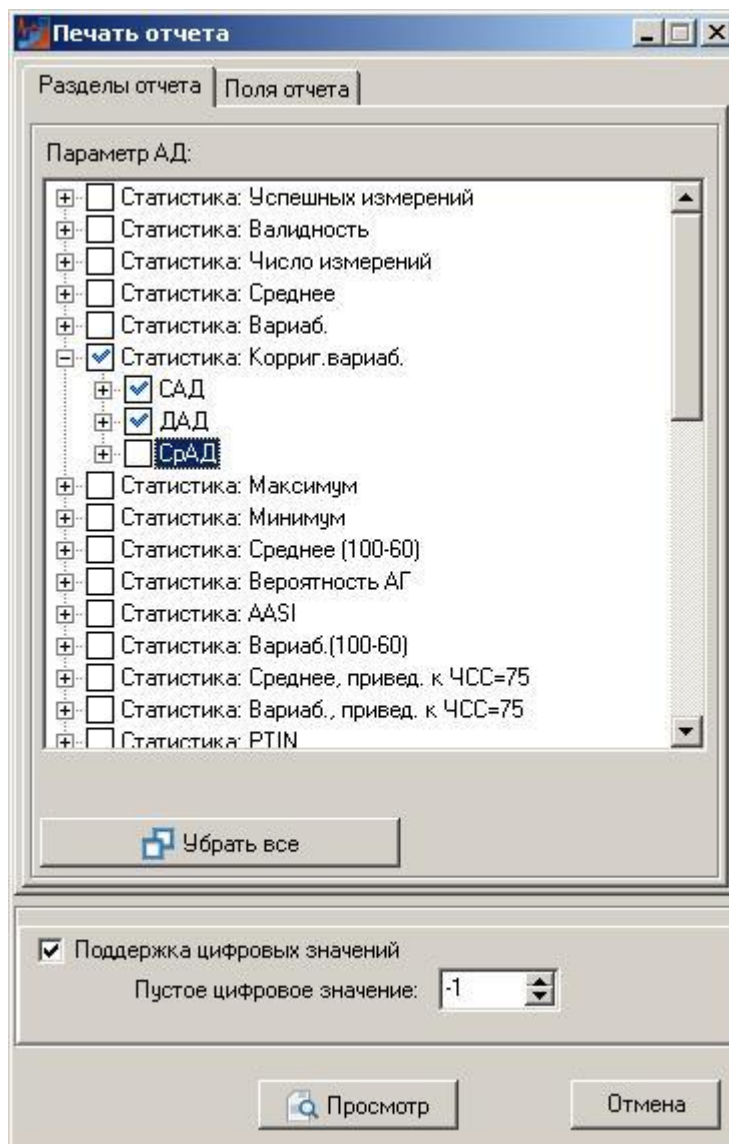 Печать отчета
Разделы отчета
Поля отчета
Параметр АД:
Статистика: Успешных измерений
Статистика: Валидность
Статистика: Число измерений
Статистика: Среднее
Статистика: Вариаб.
Статистика: Корриг.вариаб.
САД
ДАД
СрАД
Статистика: Максимум
Статистика: Минимум
Статистика: Среднее (100-60)
Статистика: Вероятность АГ
Статистика: AASI
Статистика: Вариаб.(100-60)
Статистика: Среднее, привед. к ЧСС=75
Статистика: Вариаб., привед. к ЧСС=75
Статистика: PTIN
Убрать все
Поддержка цифровых значений
Пустое цифровое значение: -1
Просмотр
Отмена